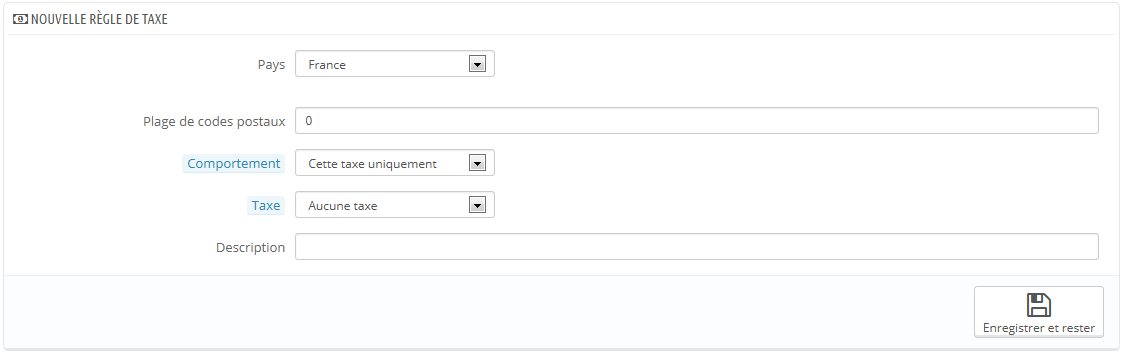 NOUVELLE RÈGLE DE TAXE
Pays France
Plage de codes postaux 0
Comportement Cette taxe uniquement
Taxe Aucune taxe
Description
Enregistrer et rester